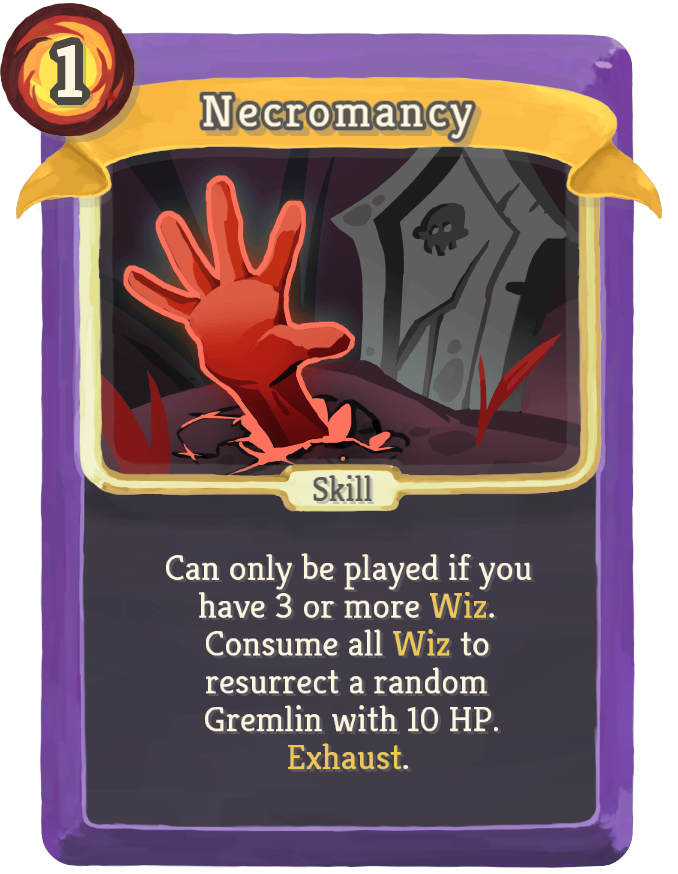 1
Necromancy
Skill
Can only be played if you
have 3 or more Wiz.
Consume all Wiz to
resurrect a random
Gremlin with 10 HP.
Exhaust.